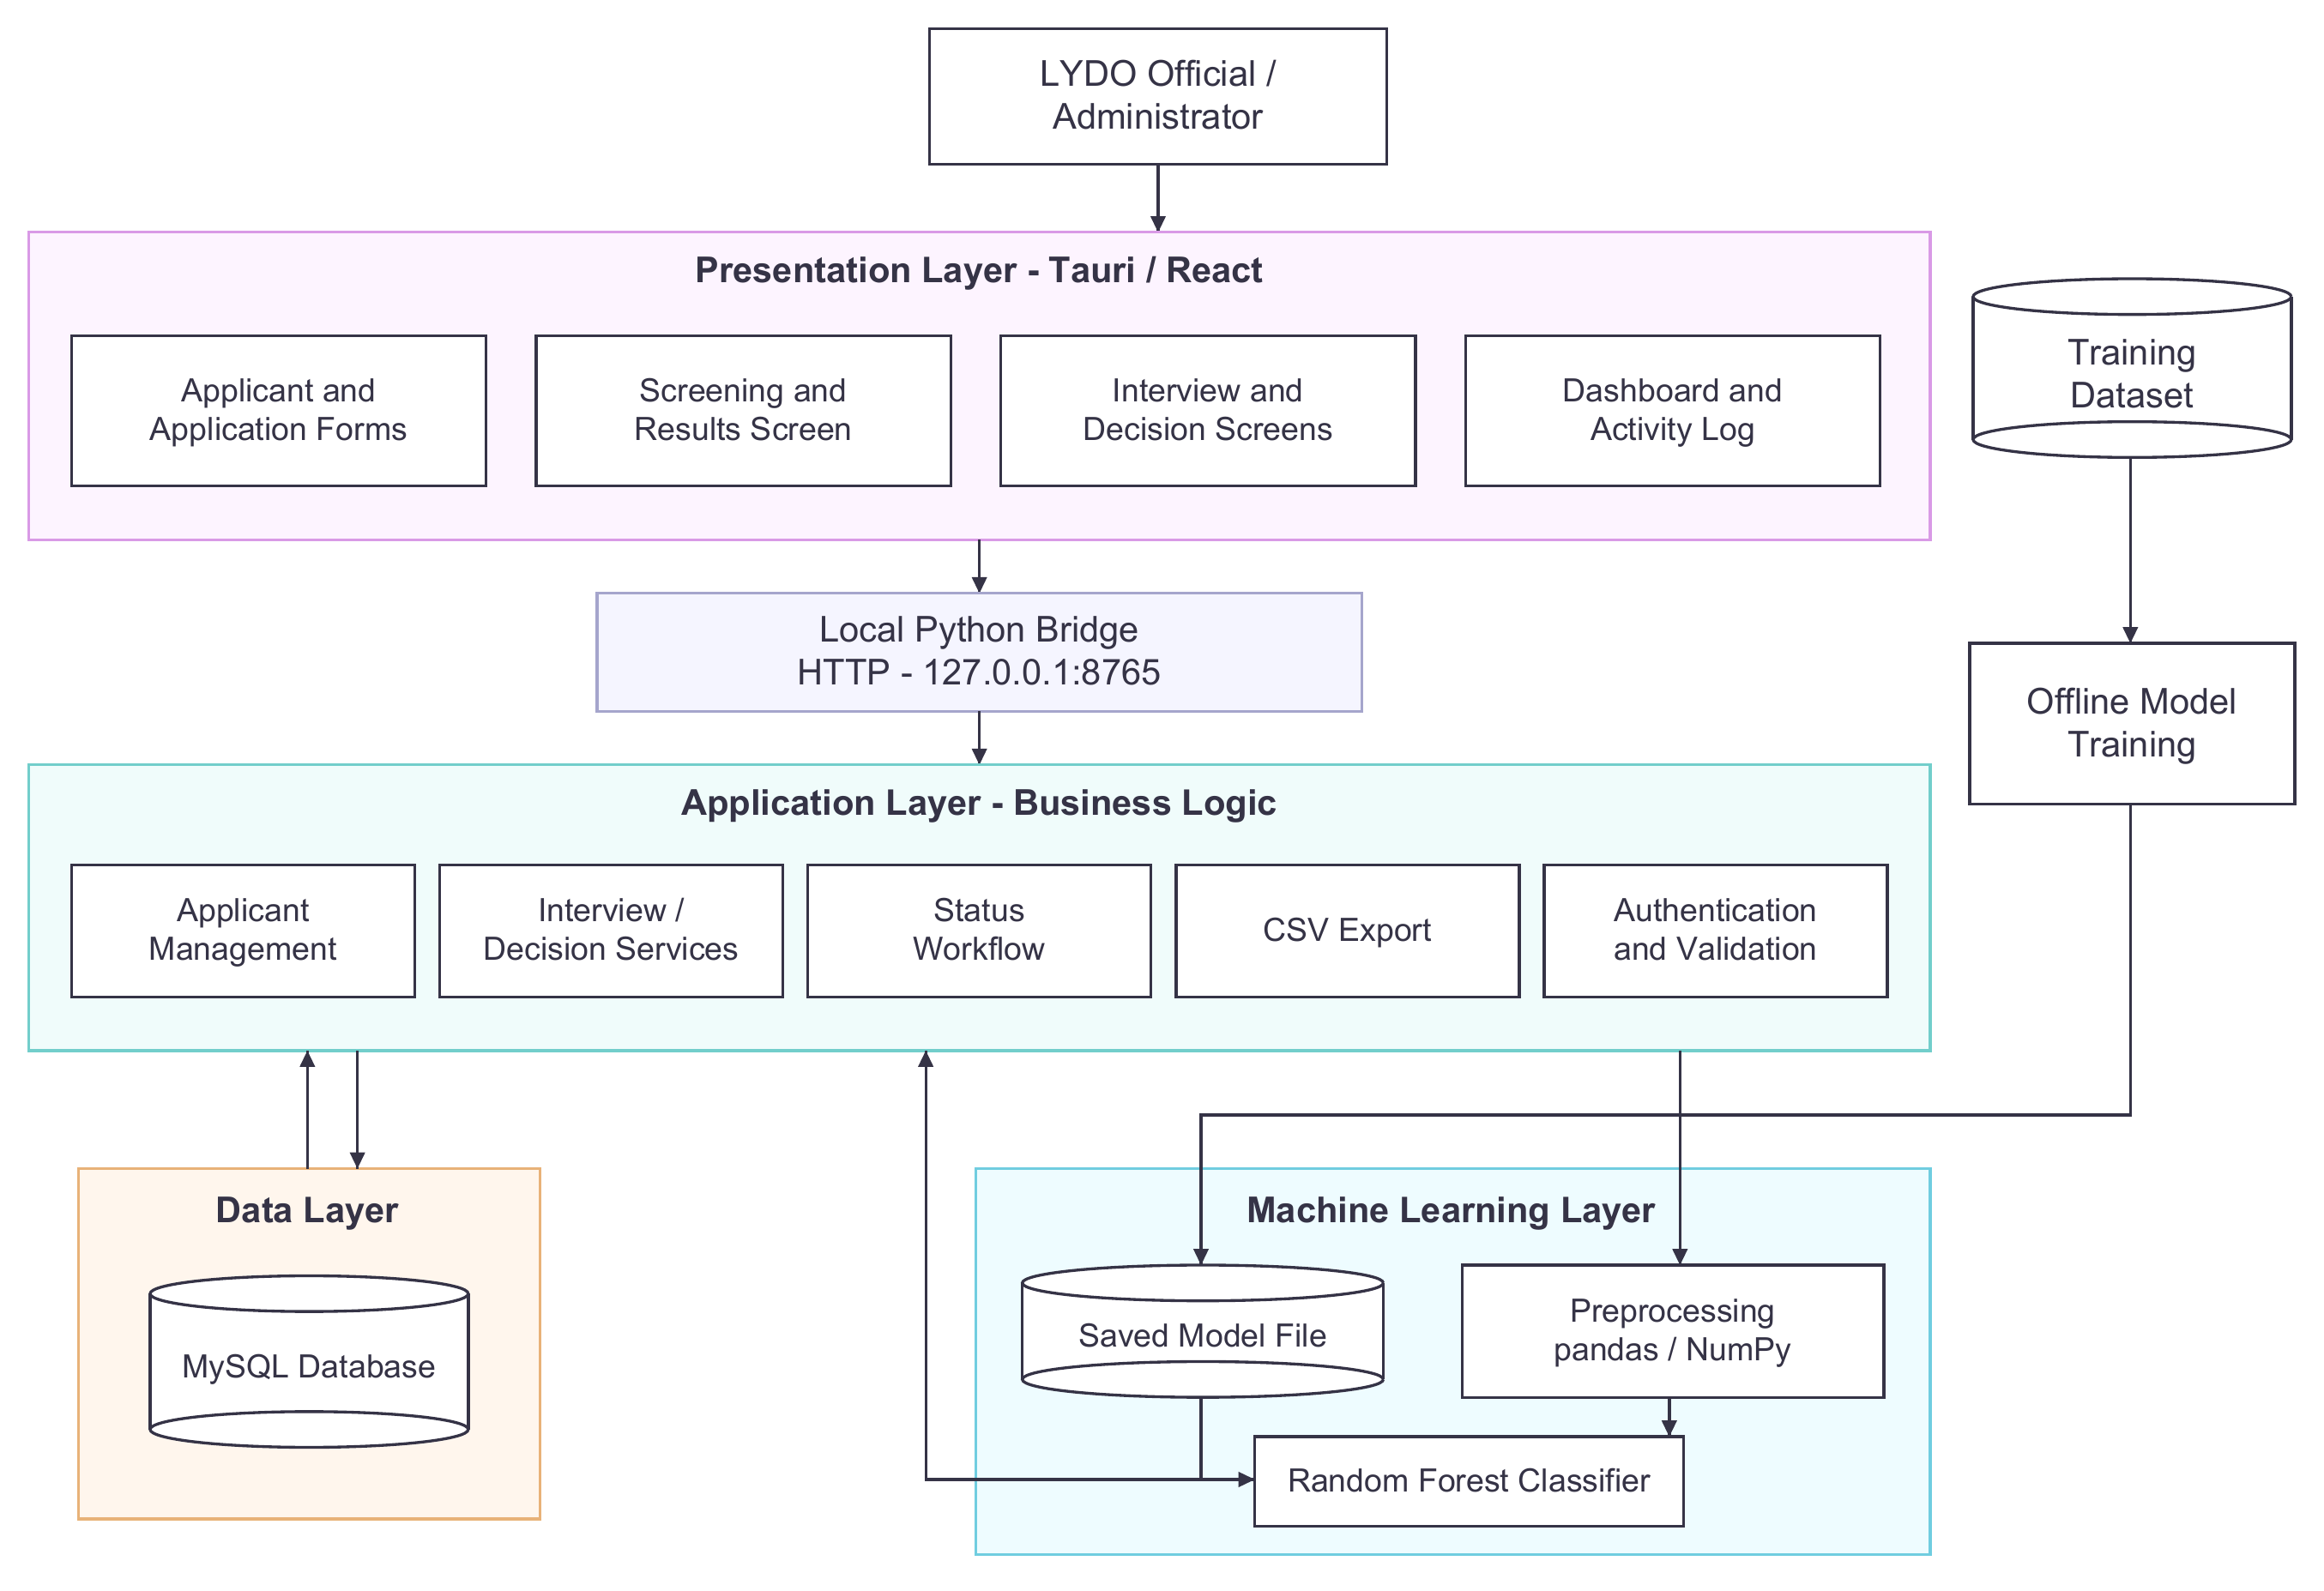 LYDO Official /
Administrator
Presentation Layer - Tauri / React
Applicant and
Application Forms
Screening and
Results Screen
Interview and
Decision Screens
Dashboard and
Activity Log
Training
Dataset
Local Python Bridge
HTTP - 127.0.0.1:8765
Offline Model
Training
Application Layer - Business Logic
Applicant
Management
Interview /
Decision Services
Status
Workflow
CSV Export
Authentication
and Validation
Data Layer
MySQL Database
Machine Learning Layer
Saved Model File
Preprocessing
pandas / NumPy
Random Forest Classifier